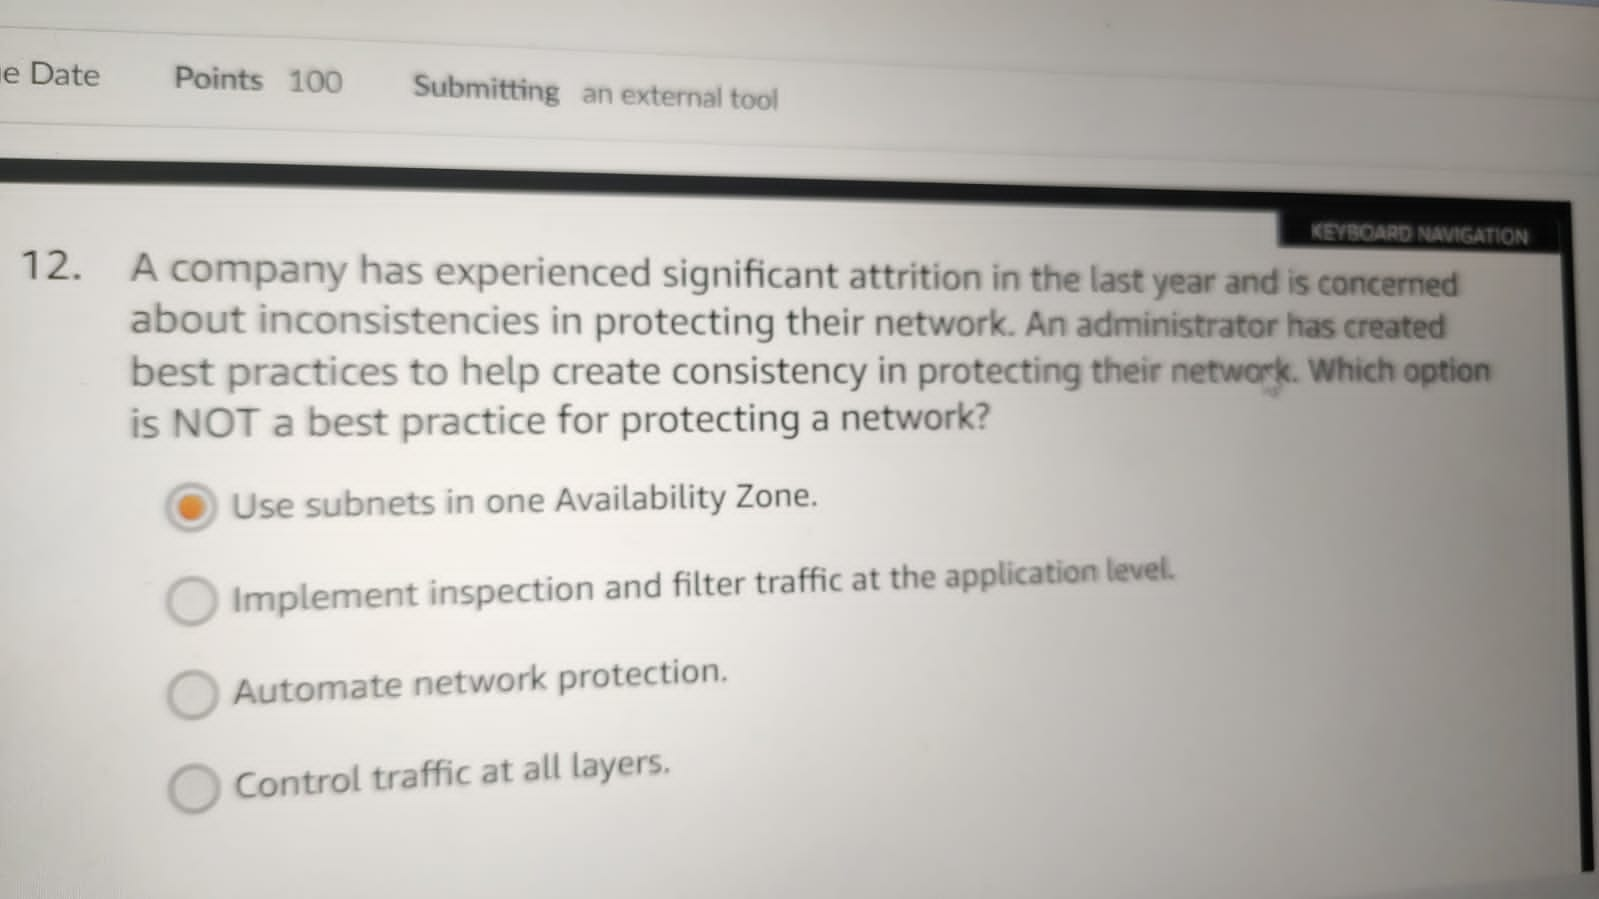 e Date Points 100 Submitting an external tool
KEYBOARD NAVIGATION
12. A company has experienced significant attrition in the last year and is concerned
about inconsistencies in protecting their network. An administrator has created
best practices to help create consistency in protecting their network. Which option
is NOT a best practice for protecting a network?
Use subnets in one Availability Zone.
Implement inspection and filter traffic at the application level.
Automate network protection.
Control traffic at all layers.